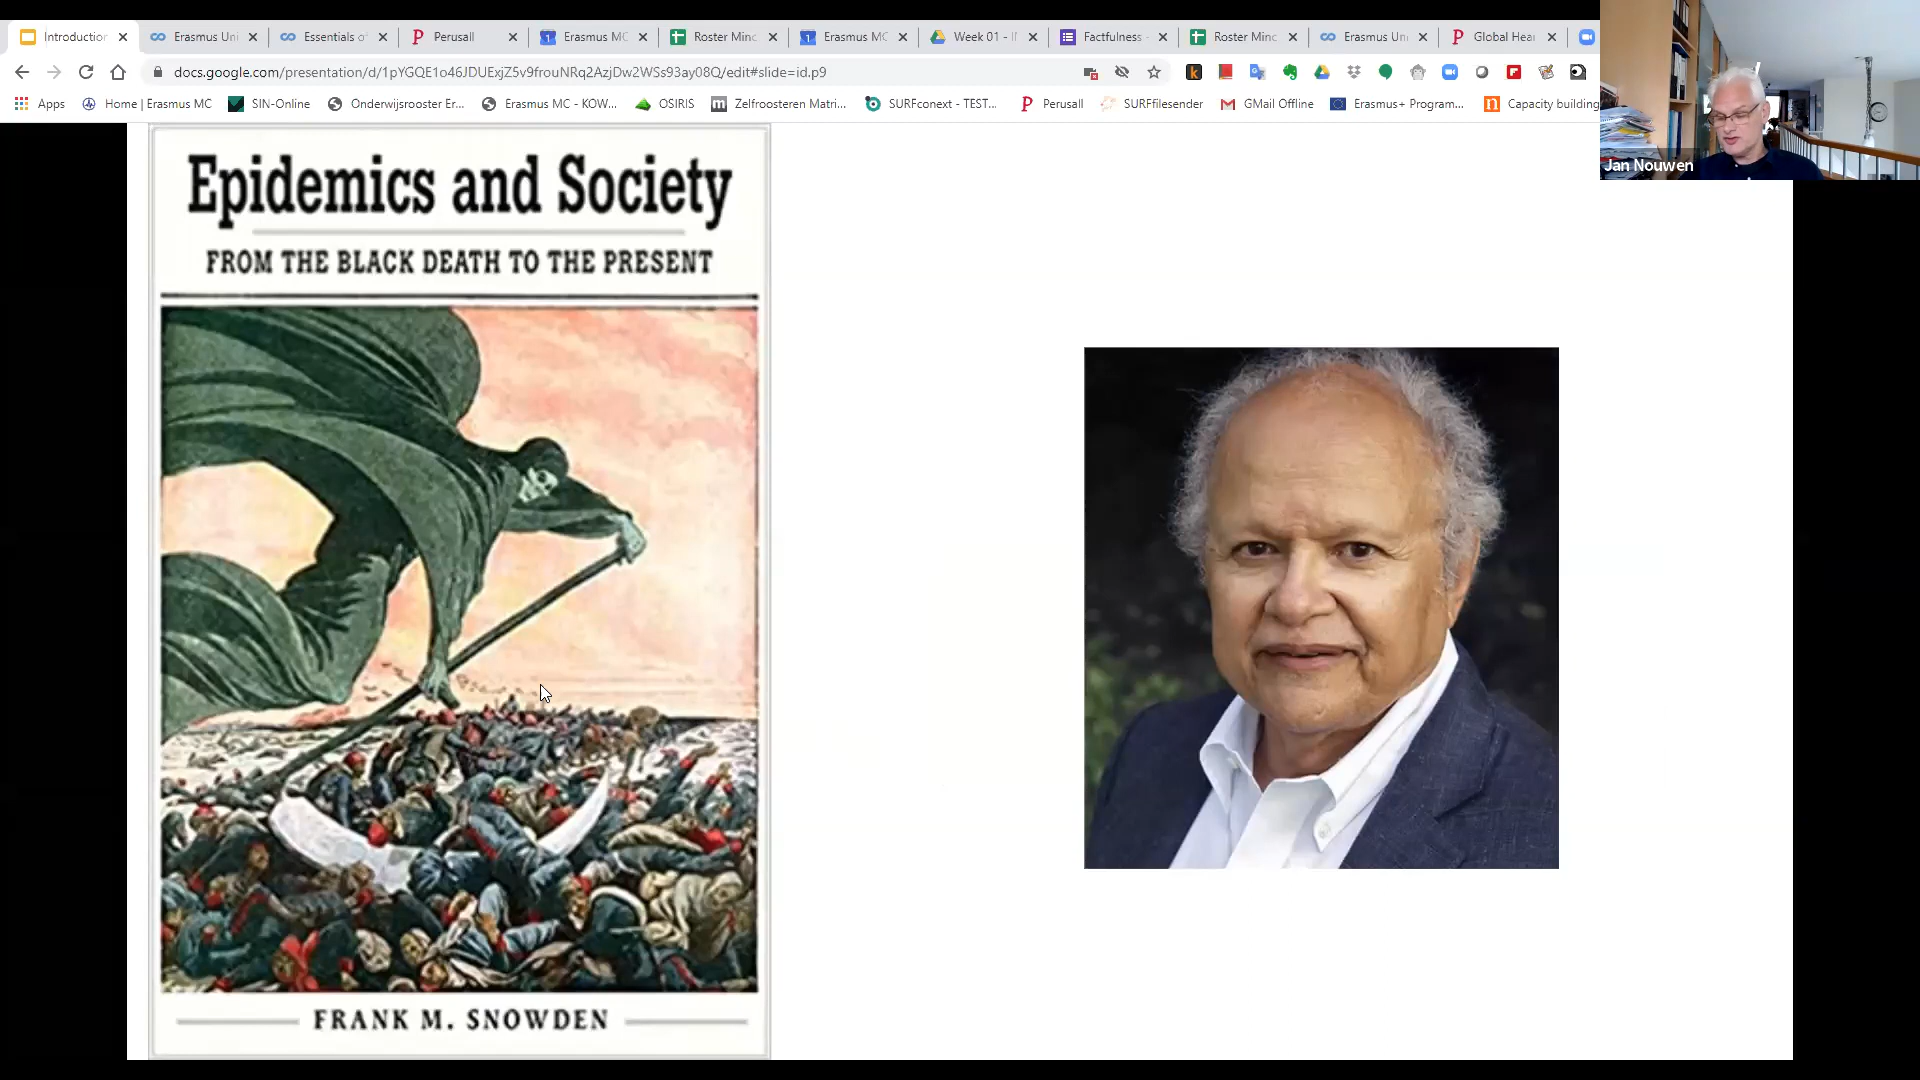 Introduction
Erasmus Uni
Essentials of
Perusall
Erasmus MC
Roster Minc
Erasmus MC
Week 01 - I
Factfulness -
Roster Minc
Erasmus Uni
Global Heal
docs.google.com/presentation/d/1pYGQE1o46JDUExjZ5v9frouNRq2AzjDw2WSs93ay08Q/edit#slide=id.p9
Apps
Home | Erasmus MC
SIN-Online
Onderwijsrooster Er...
Erasmus MC - KOW...
OSIRIS
Zelfroosteren Matri...
SURFconext - TEST...
Perusall
SURFfilesender
GMail Offline
Erasmus+ Program...
Capacity building
Jan Nouwen
Epidemics and Society
FROM THE BLACK DEATH TO THE PRESENT
FRANK M. SNOWDEN